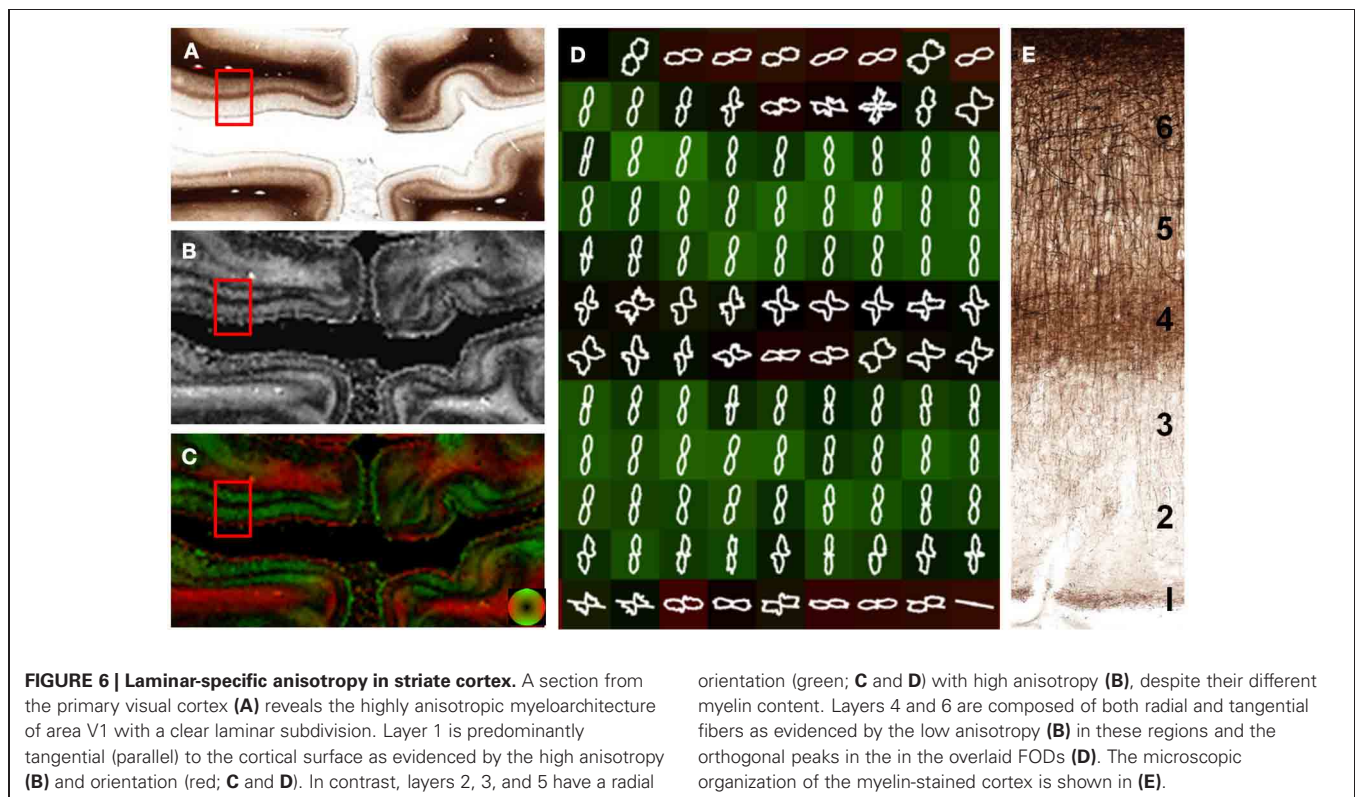 A
B
C
D
E
6
5
4
3
2
I
FIGURE 6 | Laminar-specific anisotropy in striate cortex. A section from
the primary visual cortex (A) reveals the highly anisotropic myeloarchitecture
of area V1 with a clear laminar subdivision. Layer 1 is predominantly
tangential (parallel) to the cortical surface as evidenced by the high anisotropy
(B) and orientation (red; C and D). In contrast, layers 2, 3, and 5 have a radial
orientation (green; C and D) with high anisotropy (B), despite their different
myelin content. Layers 4 and 6 are composed of both radial and tangential
fibers as evidenced by the low anisotropy (B) in these regions and the
orthogonal peaks in the in the overlaid FODs (D). The microscopic
organization of the myelin-stained cortex is shown in (E).